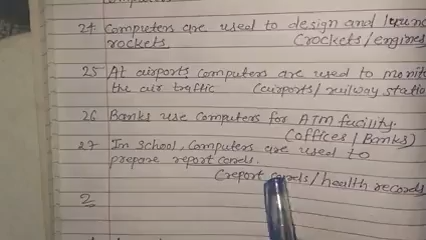 24 Computers are used to design and
rockets. (rockets/engines
25 At airports computers are used to monit
the air traffic (airports/railway statio
26 Banks use computers for ATM facility.
(offices/Banks)
27 In school, computers are used to
prepare report cards.
(report cards/health records
2